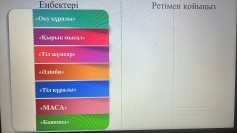 Еңбектері
Ретімен қойыңыз
«Оқу құралы»
«Қырық мысал»
«Тіл жұмсар»
«Әліпби»
«Тіл құралы»
«МАСА»
«Баяншы»